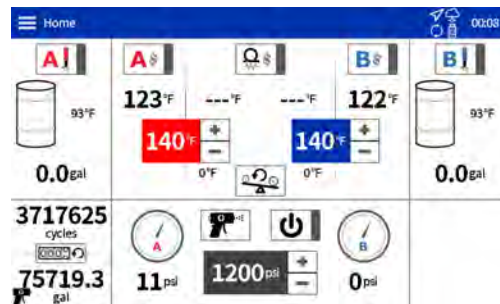 Home
00:03
A
A
B
B
93°F
123°F
---°F
---°F
122°F
93°F
140°F
+
-
140°F
+
-
0°F
0°F
0.0gal
0.0gal
3717625
cycles
75719.3
gal
A
11psi
1200psi
+
-
B
0psi